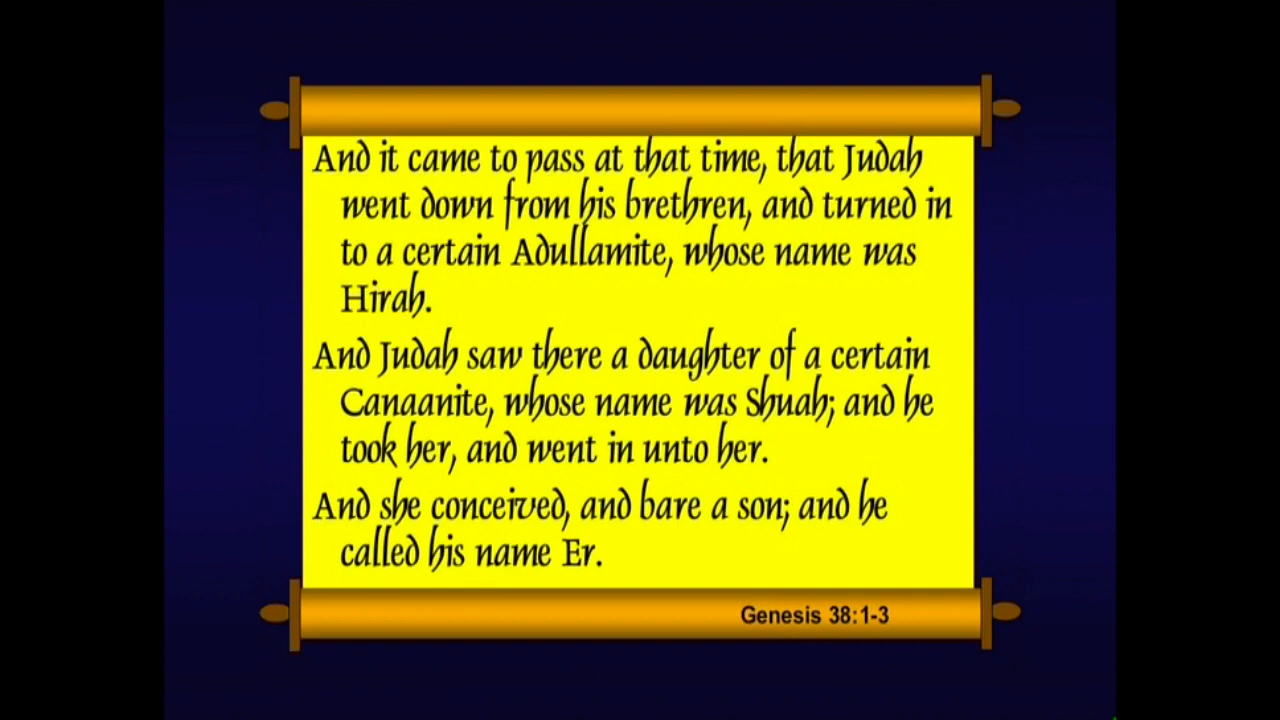 And it came to pass at that time, that Judah
went down from his brethren, and turned in
to a certain Adullamite, whose name was
Hirah.
And Judah saw there a daughter of a certain
Canaanite, whose name was Shuah; and he
took her, and went in unto her.
And she conceived, and bare a son; and he
called his name Er.
Genesis 38:1-3